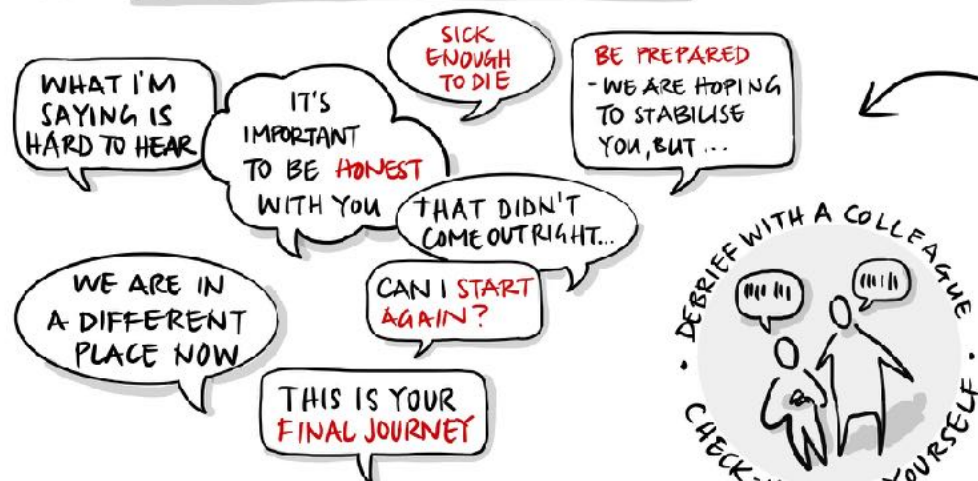 WHAT I'M
SAYING IS
HARD TO HEAR
IT'S
IMPORTANT
TO BE HONEST
WITH YOU
SICK
ENOUGH
TO DIE
BE PREPARED
- WE ARE HOPING
TO STABILISE
YOU, BUT ...
THAT DIDN'T
COME OUT RIGHT...
WE ARE IN
A DIFFERENT
PLACE NOW
CAN I START
AGAIN?
THIS IS YOUR
FINAL JOURNEY
DEBRIEF WITH A COLLEAGUE
CHECK-
YOURSELF